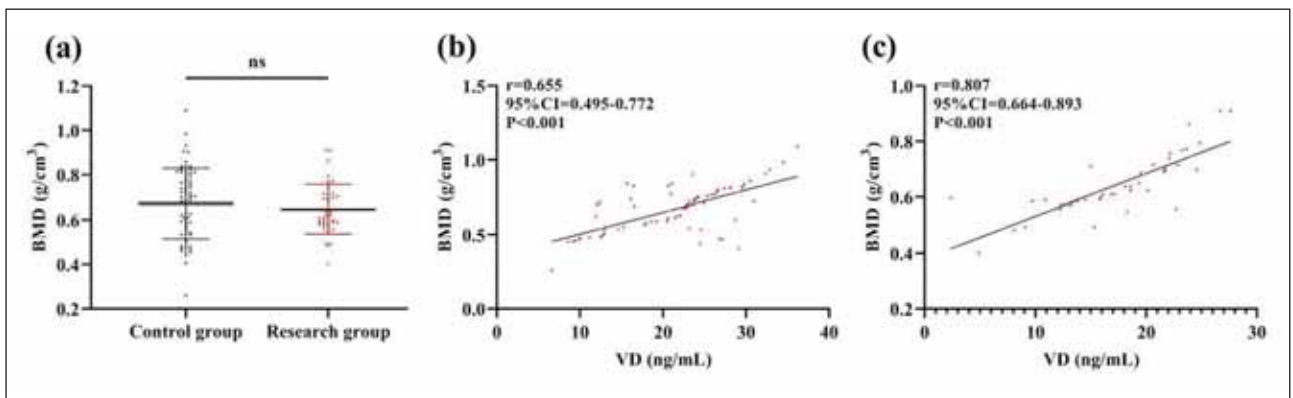 (a)
ns
BMD (g/cm³)
1.2
1.0
0.8
0.6
0.4
0.2
Control group
Research group
(b)
r=0.655
95%CI=0.495-0.772
P<0.001
BMD (g/cm³)
1.5
1.0
0.5
0.0
0
10
20
30
40
VD (ng/mL)
(c)
r=0.807
95%CI=0.664-0.893
P<0.001
BMD (g/cm³)
1.0
0.8
0.6
0.4
0.2
0
10
20
30
VD (ng/mL)